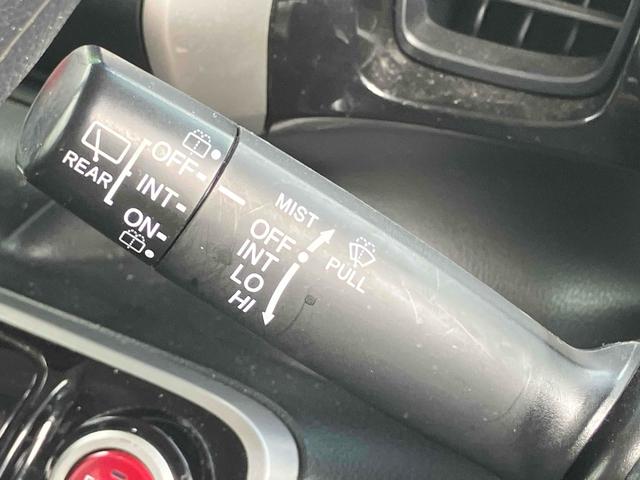 REAR
OFF
INT
ON
MIST
OFF
INT
LO
HI
PULL